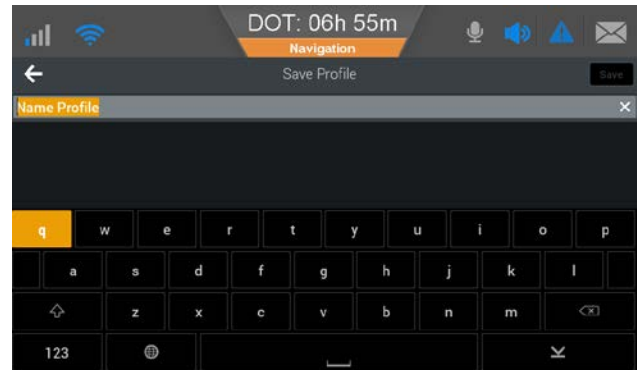 DOT: 06h 55m
Navigation
Save Profile
Save
Name Profile
q w e r t y u i o p
a s d f g h j k l
z x c v b n m
123